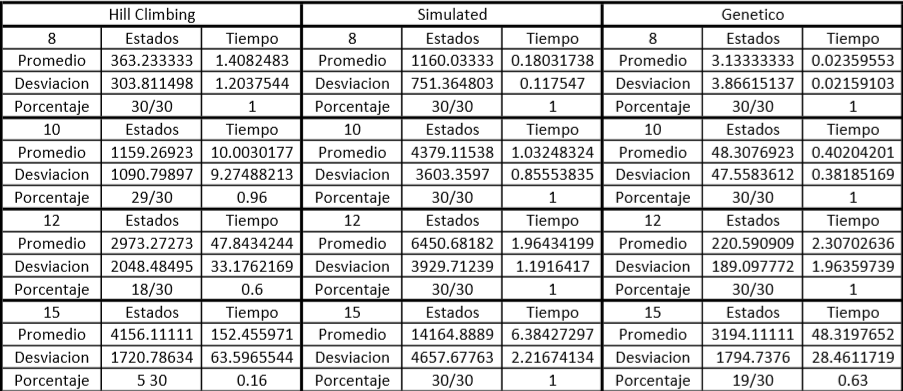 Hill Climbing Simulated Genetico
8 Estados Tiempo 8 Estados Tiempo 8 Estados Tiempo
Promedio 363.233333 1.4082483 Promedio 1160.03333 0.18031738 Promedio 3.13333333 0.02359553
Desviacion 303.811498 1.2037544 Desviacion 751.364803 0.117547 Desviacion 3.86615137 0.02159103
Porcentaje 30/30 1 Porcentaje 30/30 1 Porcentaje 30/30 1
10 Estados Tiempo 10 Estados Tiempo 10 Estados Tiempo
Promedio 1159.26923 10.0030177 Promedio 4379.11538 1.03248324 Promedio 48.3076923 0.40204201
Desviacion 1090.79897 9.27488213 Desviacion 3603.3597 0.85553835 Desviacion 47.5583612 0.38185169
Porcentaje 29/30 0.96 Porcentaje 30/30 1 Porcentaje 30/30 1
12 Estados Tiempo 12 Estados Tiempo 12 Estados Tiempo
Promedio 2973.27273 47.8434244 Promedio 6450.68182 1.96434199 Promedio 220.590909 2.30702636
Desviacion 2048.48495 33.1762169 Desviacion 3929.71239 1.1916417 Desviacion 189.097772 1.96359739
Porcentaje 18/30 0.6 Porcentaje 30/30 1 Porcentaje 30/30 1
15 Estados Tiempo 15 Estados Tiempo 15 Estados Tiempo
Promedio 4156.11111 152.455971 Promedio 14164.8889 6.38427297 Promedio 3194.11111 48.3197652
Desviacion 1720.78634 63.5965544 Desviacion 4657.67763 2.21674134 Desviacion 1794.7376 28.4611719
Porcentaje 5 30 0.16 Porcentaje 30/30 1 Porcentaje 19/30 0.63